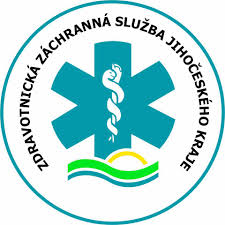 ZDRAVOTNICKÁ ZÁCHRANNÁ SLUŽBA JIHOČESKÉHO KRAJE